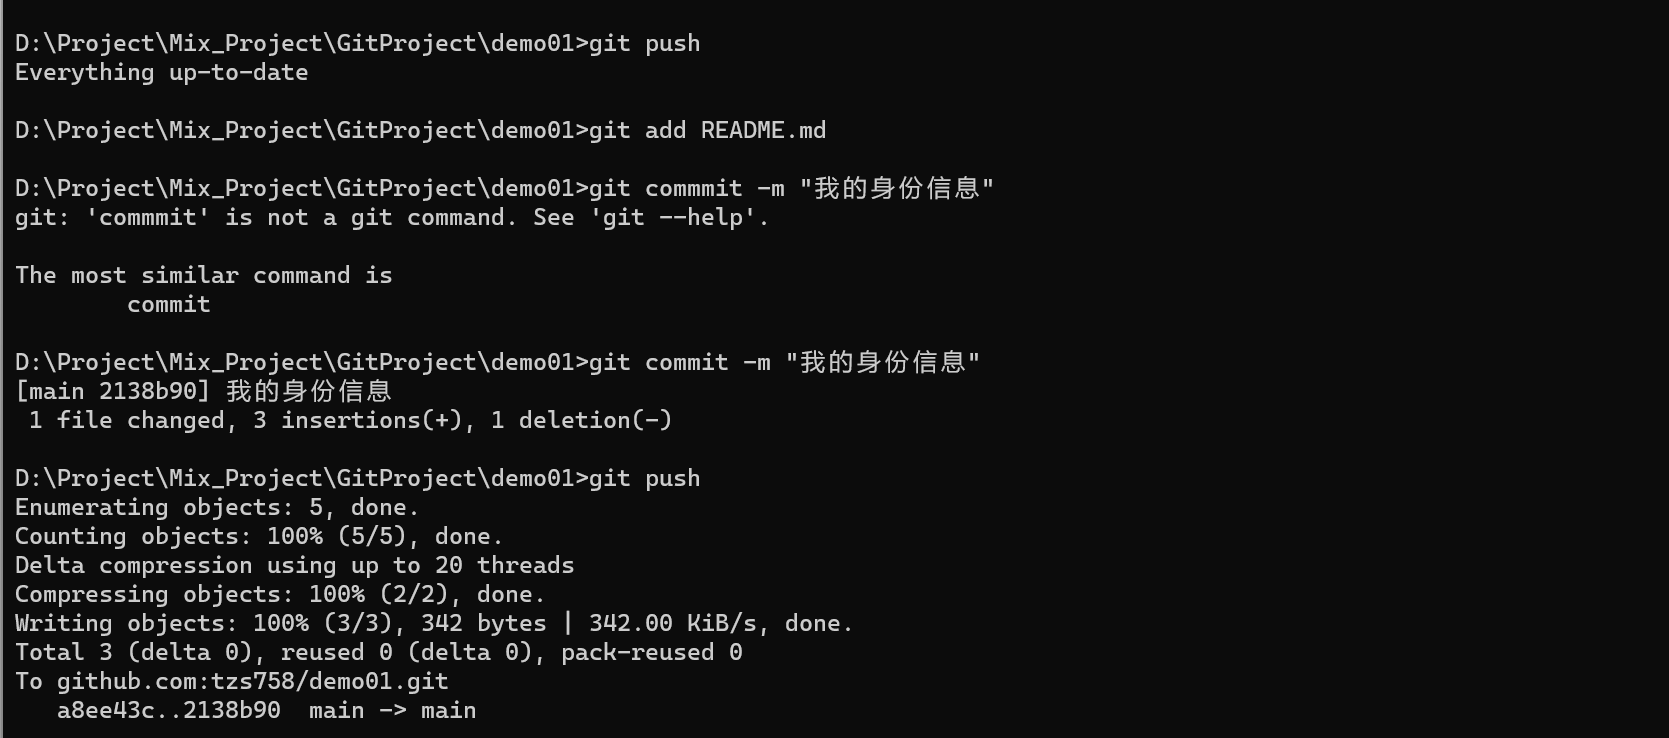 D:\Project\Mix_Project\GitProject\demo01>git push
Everything up-to-date
D:\Project\Mix_Project\GitProject\demo01>git add README.md
D:\Project\Mix_Project\GitProject\demo01>git commmit -m "我的身份信息"
git: 'commmit' is not a git command. See 'git --help'.
The most similar command is
commit
D:\Project\Mix_Project\GitProject\demo01>git commit -m "我的身份信息"
[main 2138b90] 我的身份信息
1 file changed, 3 insertions(+), 1 deletion(-)
D:\Project\Mix_Project\GitProject\demo01>git push
Enumerating objects: 5, done.
Counting objects: 100% (5/5), done.
Delta compression using up to 20 threads
Compressing objects: 100% (2/2), done.
Writing objects: 100% (3/3), 342 bytes | 342.00 KiB/s, done.
Total 3 (delta 0), reused 0 (delta 0), pack-reused 0
To github.com:tzs758/demo01.git
a8ee43c..2138b90  main -> main